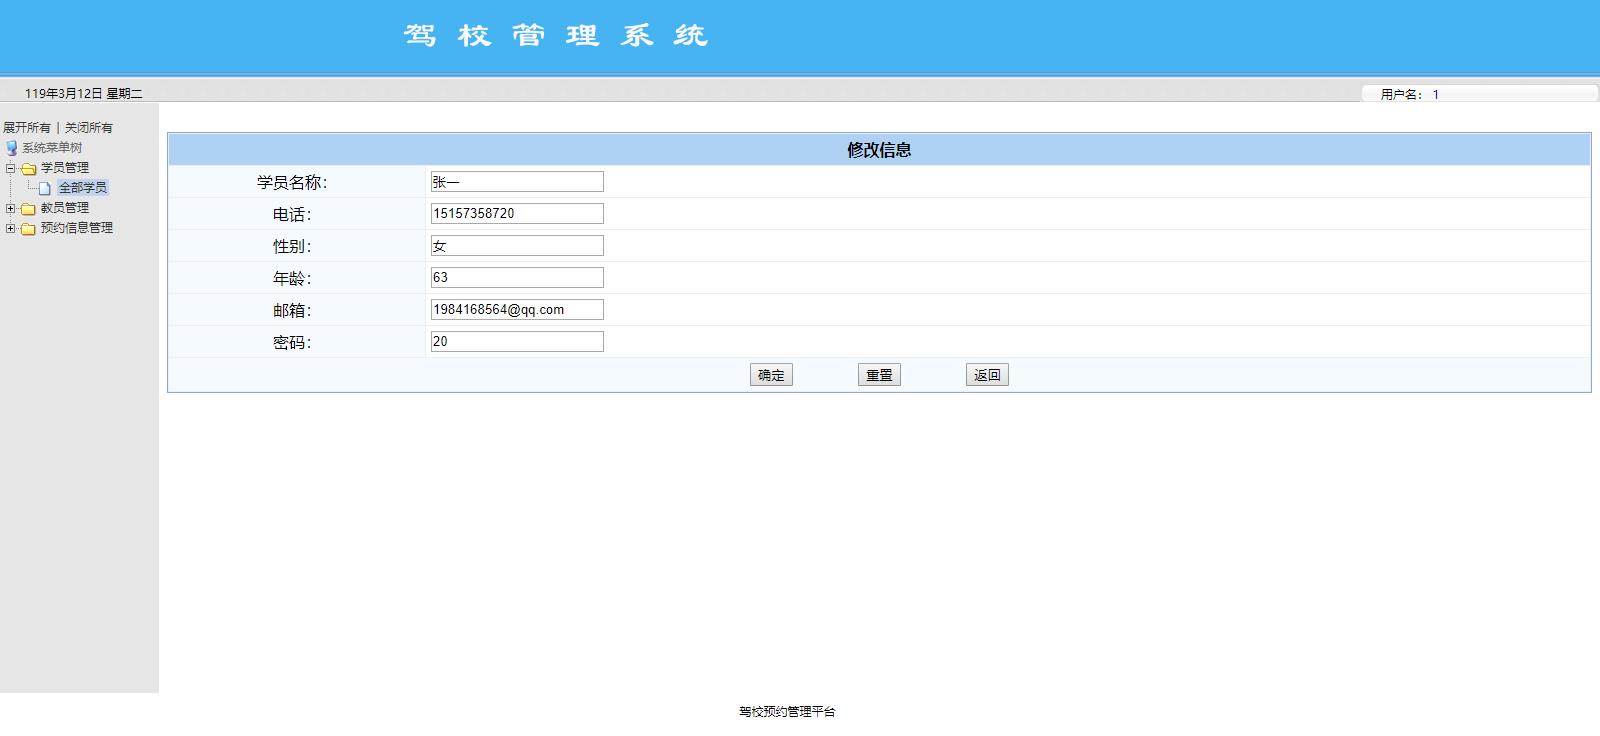 驾校管理系统
119年3月12日 星期二
用户名： 1
展开所有 | 关闭所有
系统菜单树
学员管理
全部学员
教员管理
预约信息管理
修改信息
学员名称： 张一
电话： 15157358720
性别： 女
年龄： 63
邮箱： 1984168564@qq.com
密码： 20
确定 重置 返回
驾校预约管理平台